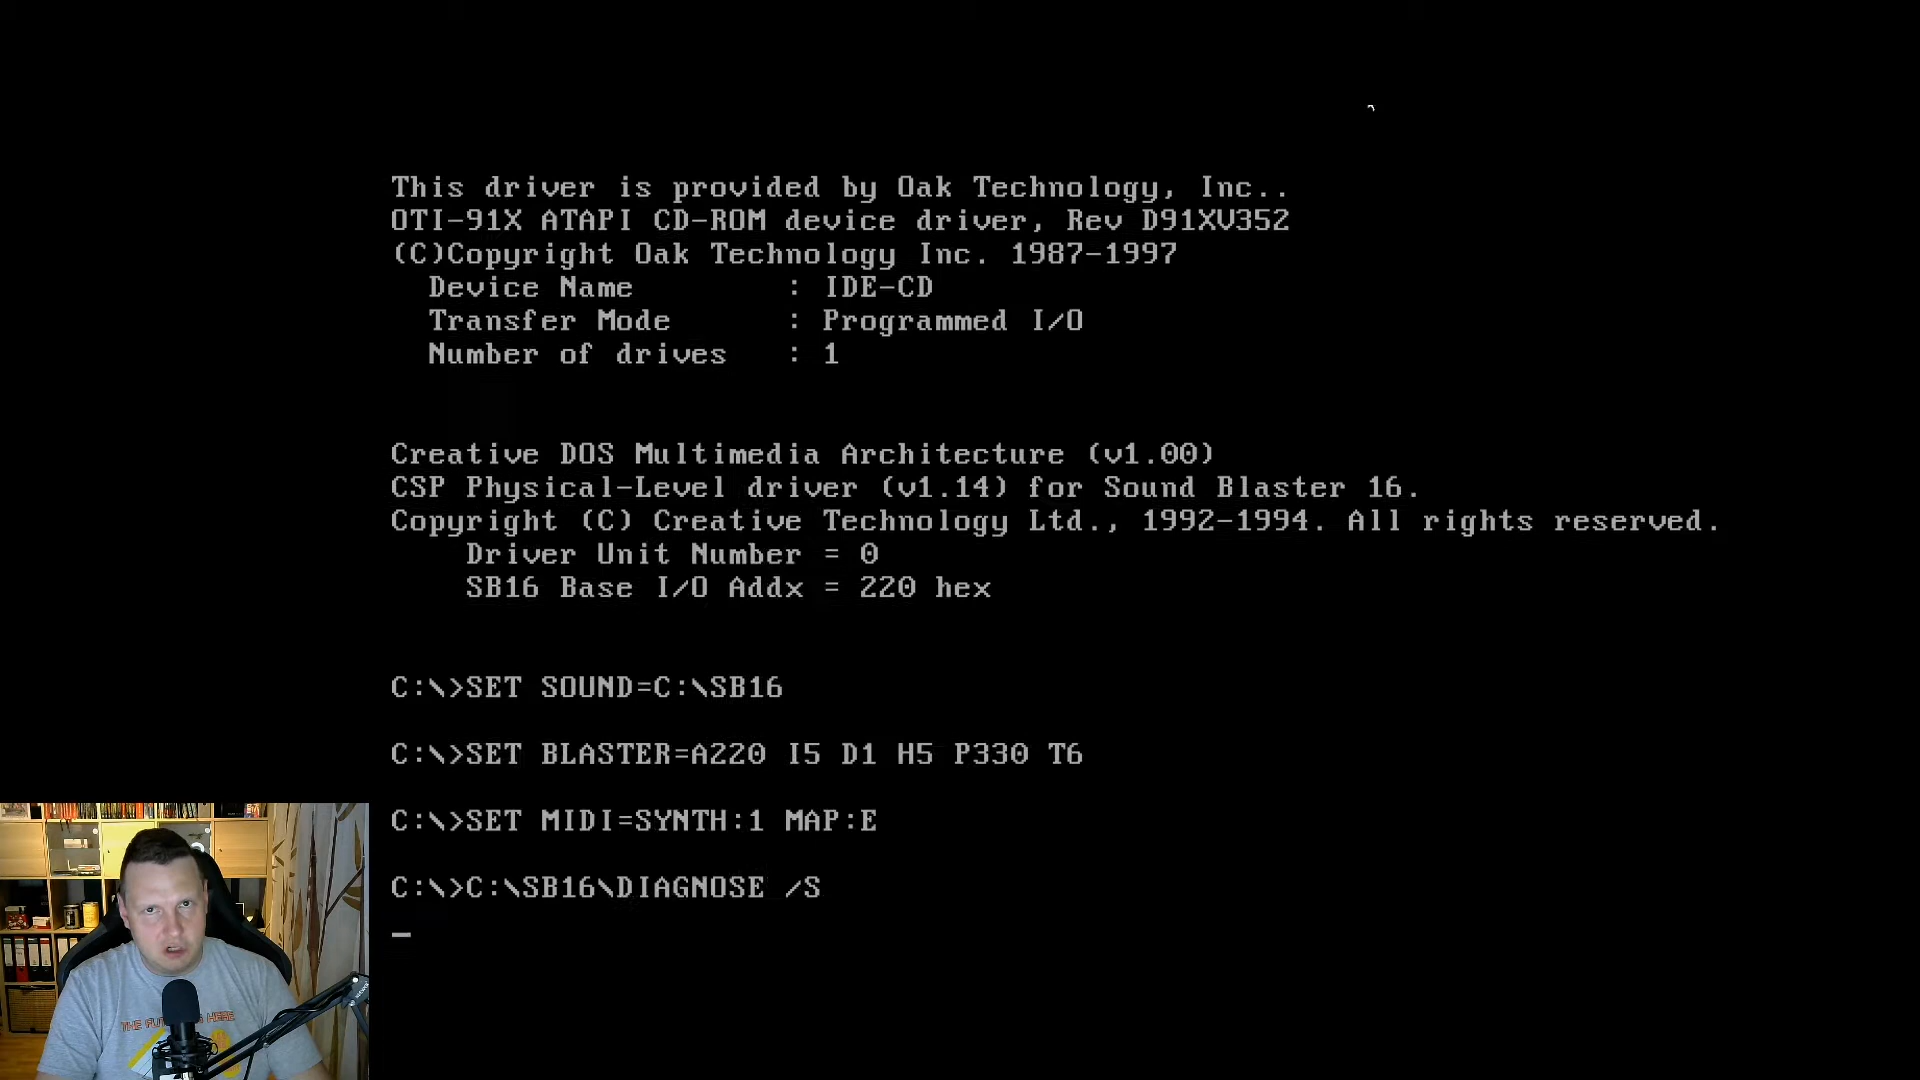 This driver is provided by Oak Technology, Inc..
OTI-91X ATAPI CD-ROM device driver, Rev D91XV352
(C)Copyright Oak Technology Inc. 1987-1997
Device Name : IDE-CD
Transfer Mode : Programmed I/O
Number of drives : 1
Creative DOS Multimedia Architecture (v1.00)
CSP Physical-Level driver (v1.14) for Sound Blaster 16.
Copyright (C) Creative Technology Ltd., 1992-1994. All rights reserved.
Driver Unit Number = 0
SB16 Base I/O Addx = 220 hex
C:\>SET SOUND=C:\SB16
C:\>SET BLASTER=A220 I5 D1 H5 P330 T6
C:\>SET MIDI=SYNTH:1 MAP:E
C:\>C:\SB16\DIAGNOSE /S
THE HERE